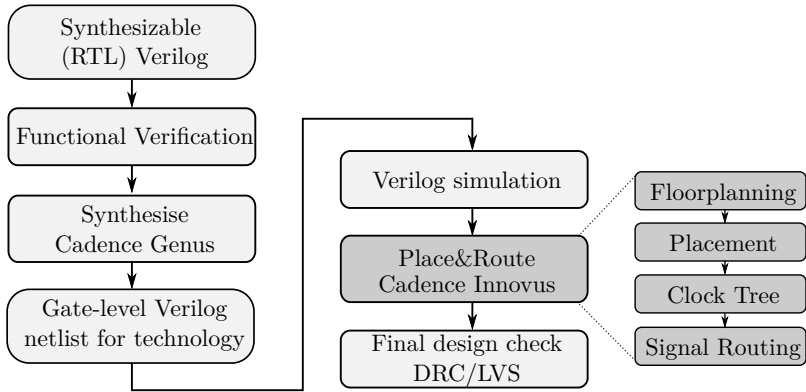 Synthesizable
(RTL) Verilog
Functional Verification
Synthesise
Cadence Genus
Gate-level Verilog
netlist for technology
Verilog simulation
Place&Route
Cadence Innovus
Final design check
DRC/LVS
Floorplanning
Placement
Clock Tree
Signal Routing